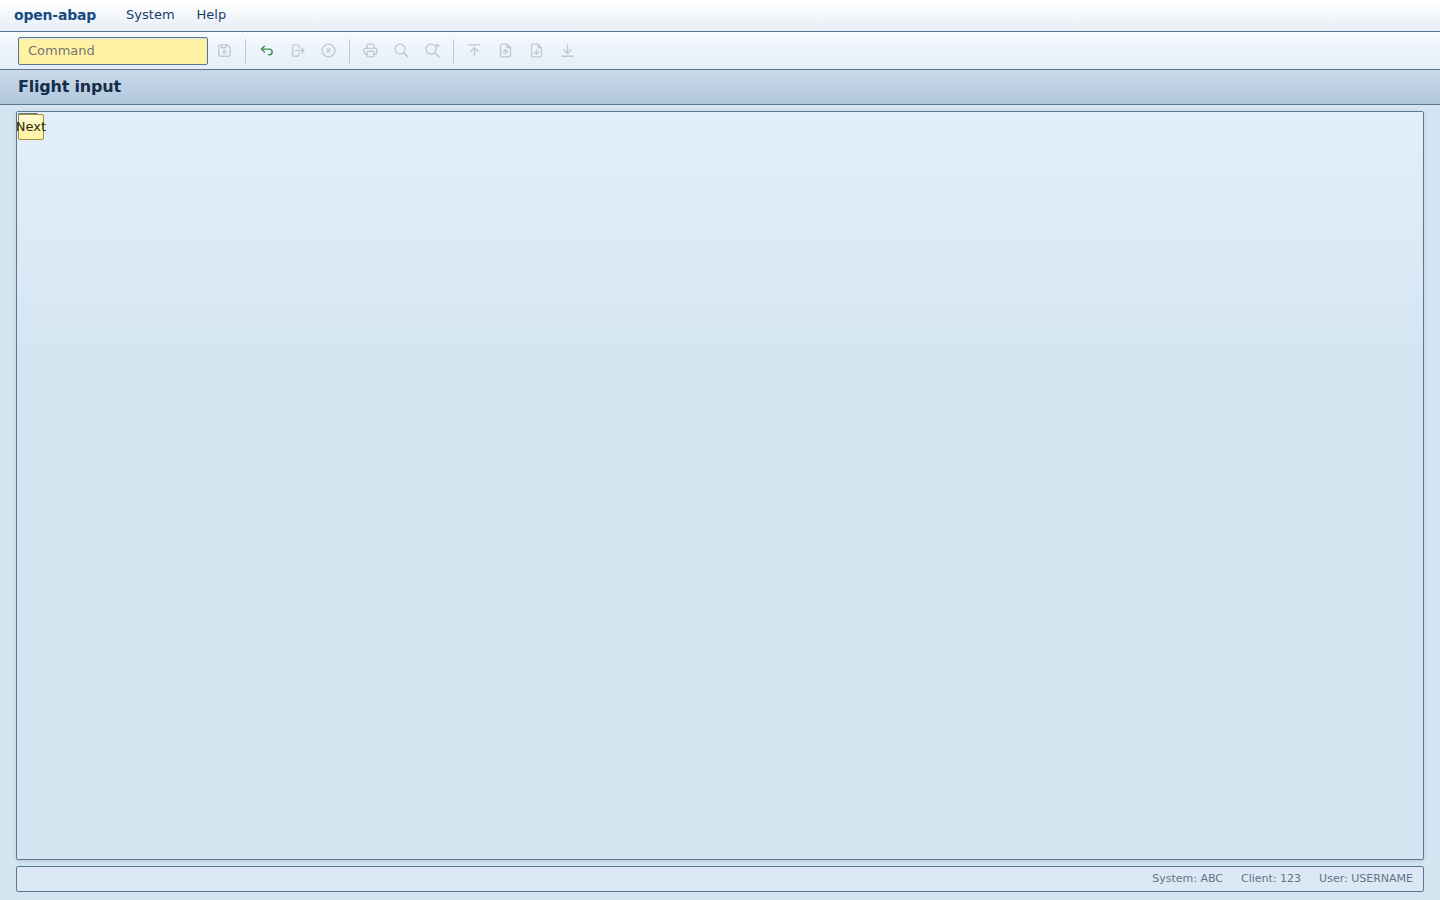 open-abap System Help
Command
Flight input
Next
System: ABC Client: 123 User: USERNAME